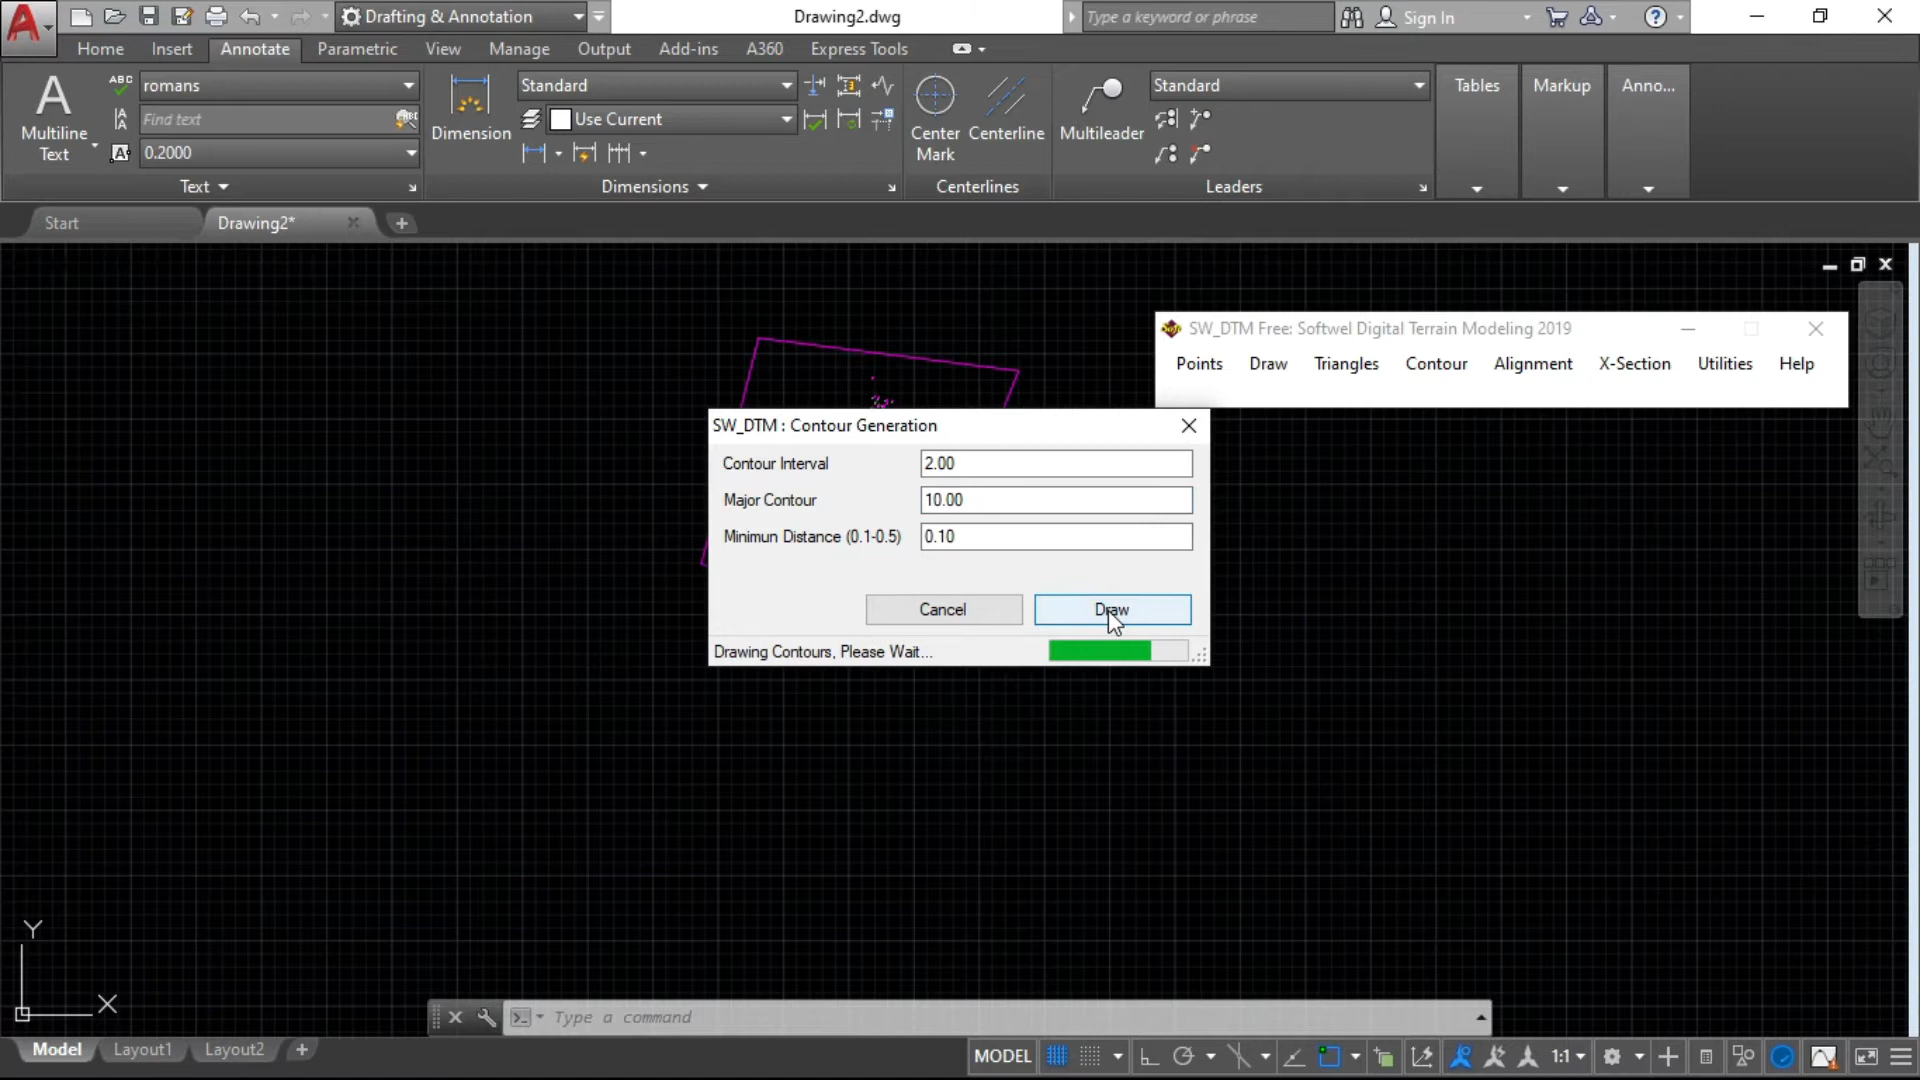 Drafting & Annotation
Drawing2.dwg
Type a keyword or phrase
Sign In
Home Insert Annotate Parametric View Manage Output Add-ins A360 Express Tools
A
Multiline
Text
ABC
romans
Find text
0.2000
Text
Dimension
Standard
Use Current
Dimensions
Center
Mark
Centerline
Centerlines
Multileader
Standard
Leaders
Tables
Markup
Anno...
Start
Drawing2*
SW_DTM Free: Softwel Digital Terrain Modeling 2019
Points Draw Triangles Contour Alignment X-Section Utilities Help
SW_DTM : Contour Generation
Contour Interval 2.00
Major Contour 10.00
Minimun Distance (0.1-0.5) 0.10
Cancel Draw
Drawing Contours, Please Wait...
Y
X
Type a command
Model Layout1 Layout2
MODEL
1:1